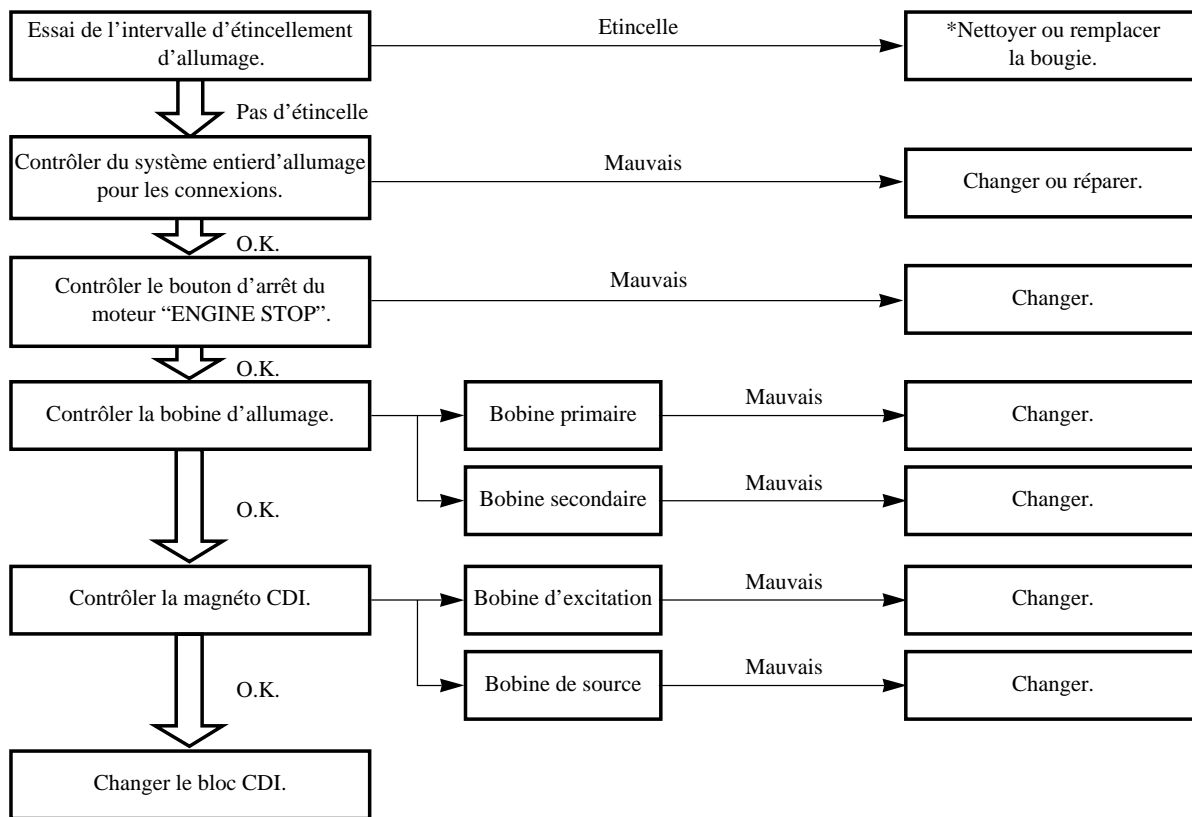 Essai de l’intervalle d’étincellement
d’allumage.
Etincelle
*Nettoyer ou remplacer
la bougie.
Pas d’étincelle
Contrôler du système entierd’allumage
pour les connexions.
Mauvais
Changer ou réparer.
O.K.
Contrôler le bouton d’arrêt du
moteur “ENGINE STOP”.
Mauvais
Changer.
O.K.
Contrôler la bobine d’allumage.
Bobine primaire
Mauvais
Changer.
Bobine secondaire
Mauvais
Changer.
O.K.
Contrôler la magnéto CDI.
Bobine d’excitation
Mauvais
Changer.
Bobine de source
Mauvais
Changer.
O.K.
Changer le bloc CDI.